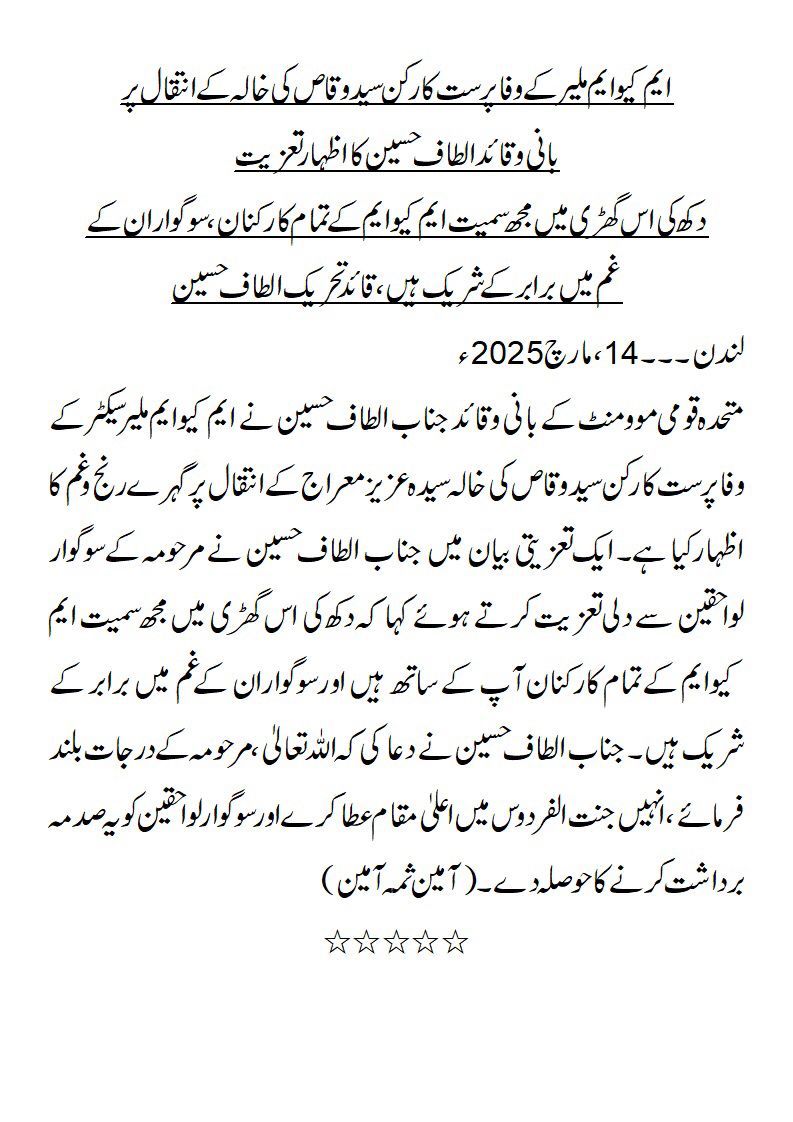 ایم کیو ایم ملیر کے وفا پرست کارکن سید وقاص کی خالہ کے انتقال پر
بانی وقائد الطاف حسین کا اظہار تعزیت
دکھ کی اس گھڑی میں مجھ سمیت ایم کیو ایم کے تمام کارکنان ،سوگواران کے
غم میں برابر کے شریک ہیں ، قائد تحریک الطاف حسین
لندن ۔۔۔ 14، مارچ 2025ء
متحدہ قومی موومنٹ کے بانی وقائد جناب الطاف حسین نے ایم کیو ایم ملیر سیکٹر کے
وفا پرست کارکن سید وقاص کی خالہ سیدہ عزیز معراج کے انتقال پر گہرے رنج وغم کا
اظہار کیا ہے۔ ایک تعزیتی بیان میں جناب الطاف حسین نے مرحومہ کے سوگوار
لواحقین سے دلی تعزیت کرتے ہوئے کہا کہ دکھ کی اس گھڑی میں مجھ سمیت ایم
کیو ایم کے تمام کارکنان آپ کے ساتھ ہیں اور سوگواران کے غم میں برابر کے
شریک ہیں۔ جناب الطاف حسین نے دعا کی کہ اللہ تعالیٰ ،مرحومہ کے درجات بلند
فرمائے ، انہیں جنت الفردوس میں اعلیٰ مقام عطا کرے اور سوگوار لواحقین کو یہ صدمہ
برداشت کرنے کا حوصلہ دے۔( آمین ثمہ آمین )
☆☆☆☆☆